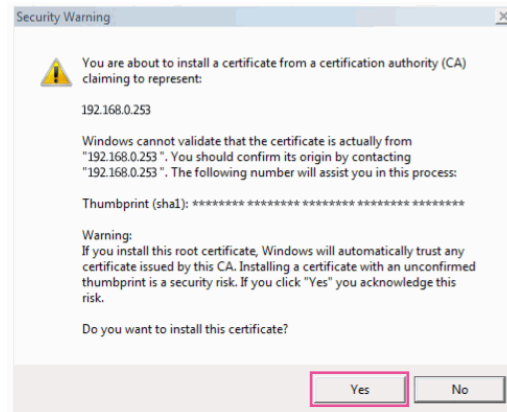 Security Warning
You are about to install a certificate from a certification authority (CA)
claiming to represent:
192.168.0.253
Windows cannot validate that the certificate is actually from
"192.168.0.253 ". You should confirm its origin by contacting
"192.168.0.253 ". The following number will assist you in this process:
Thumbprint (sha1): ******** ******** ******** ******** ********
Warning:
If you install this root certificate, Windows will automatically trust any
certificate issued by this CA. Installing a certificate with an unconfirmed
thumbprint is a security risk. If you click "Yes" you acknowledge this
risk.
Do you want to install this certificate?
Yes No